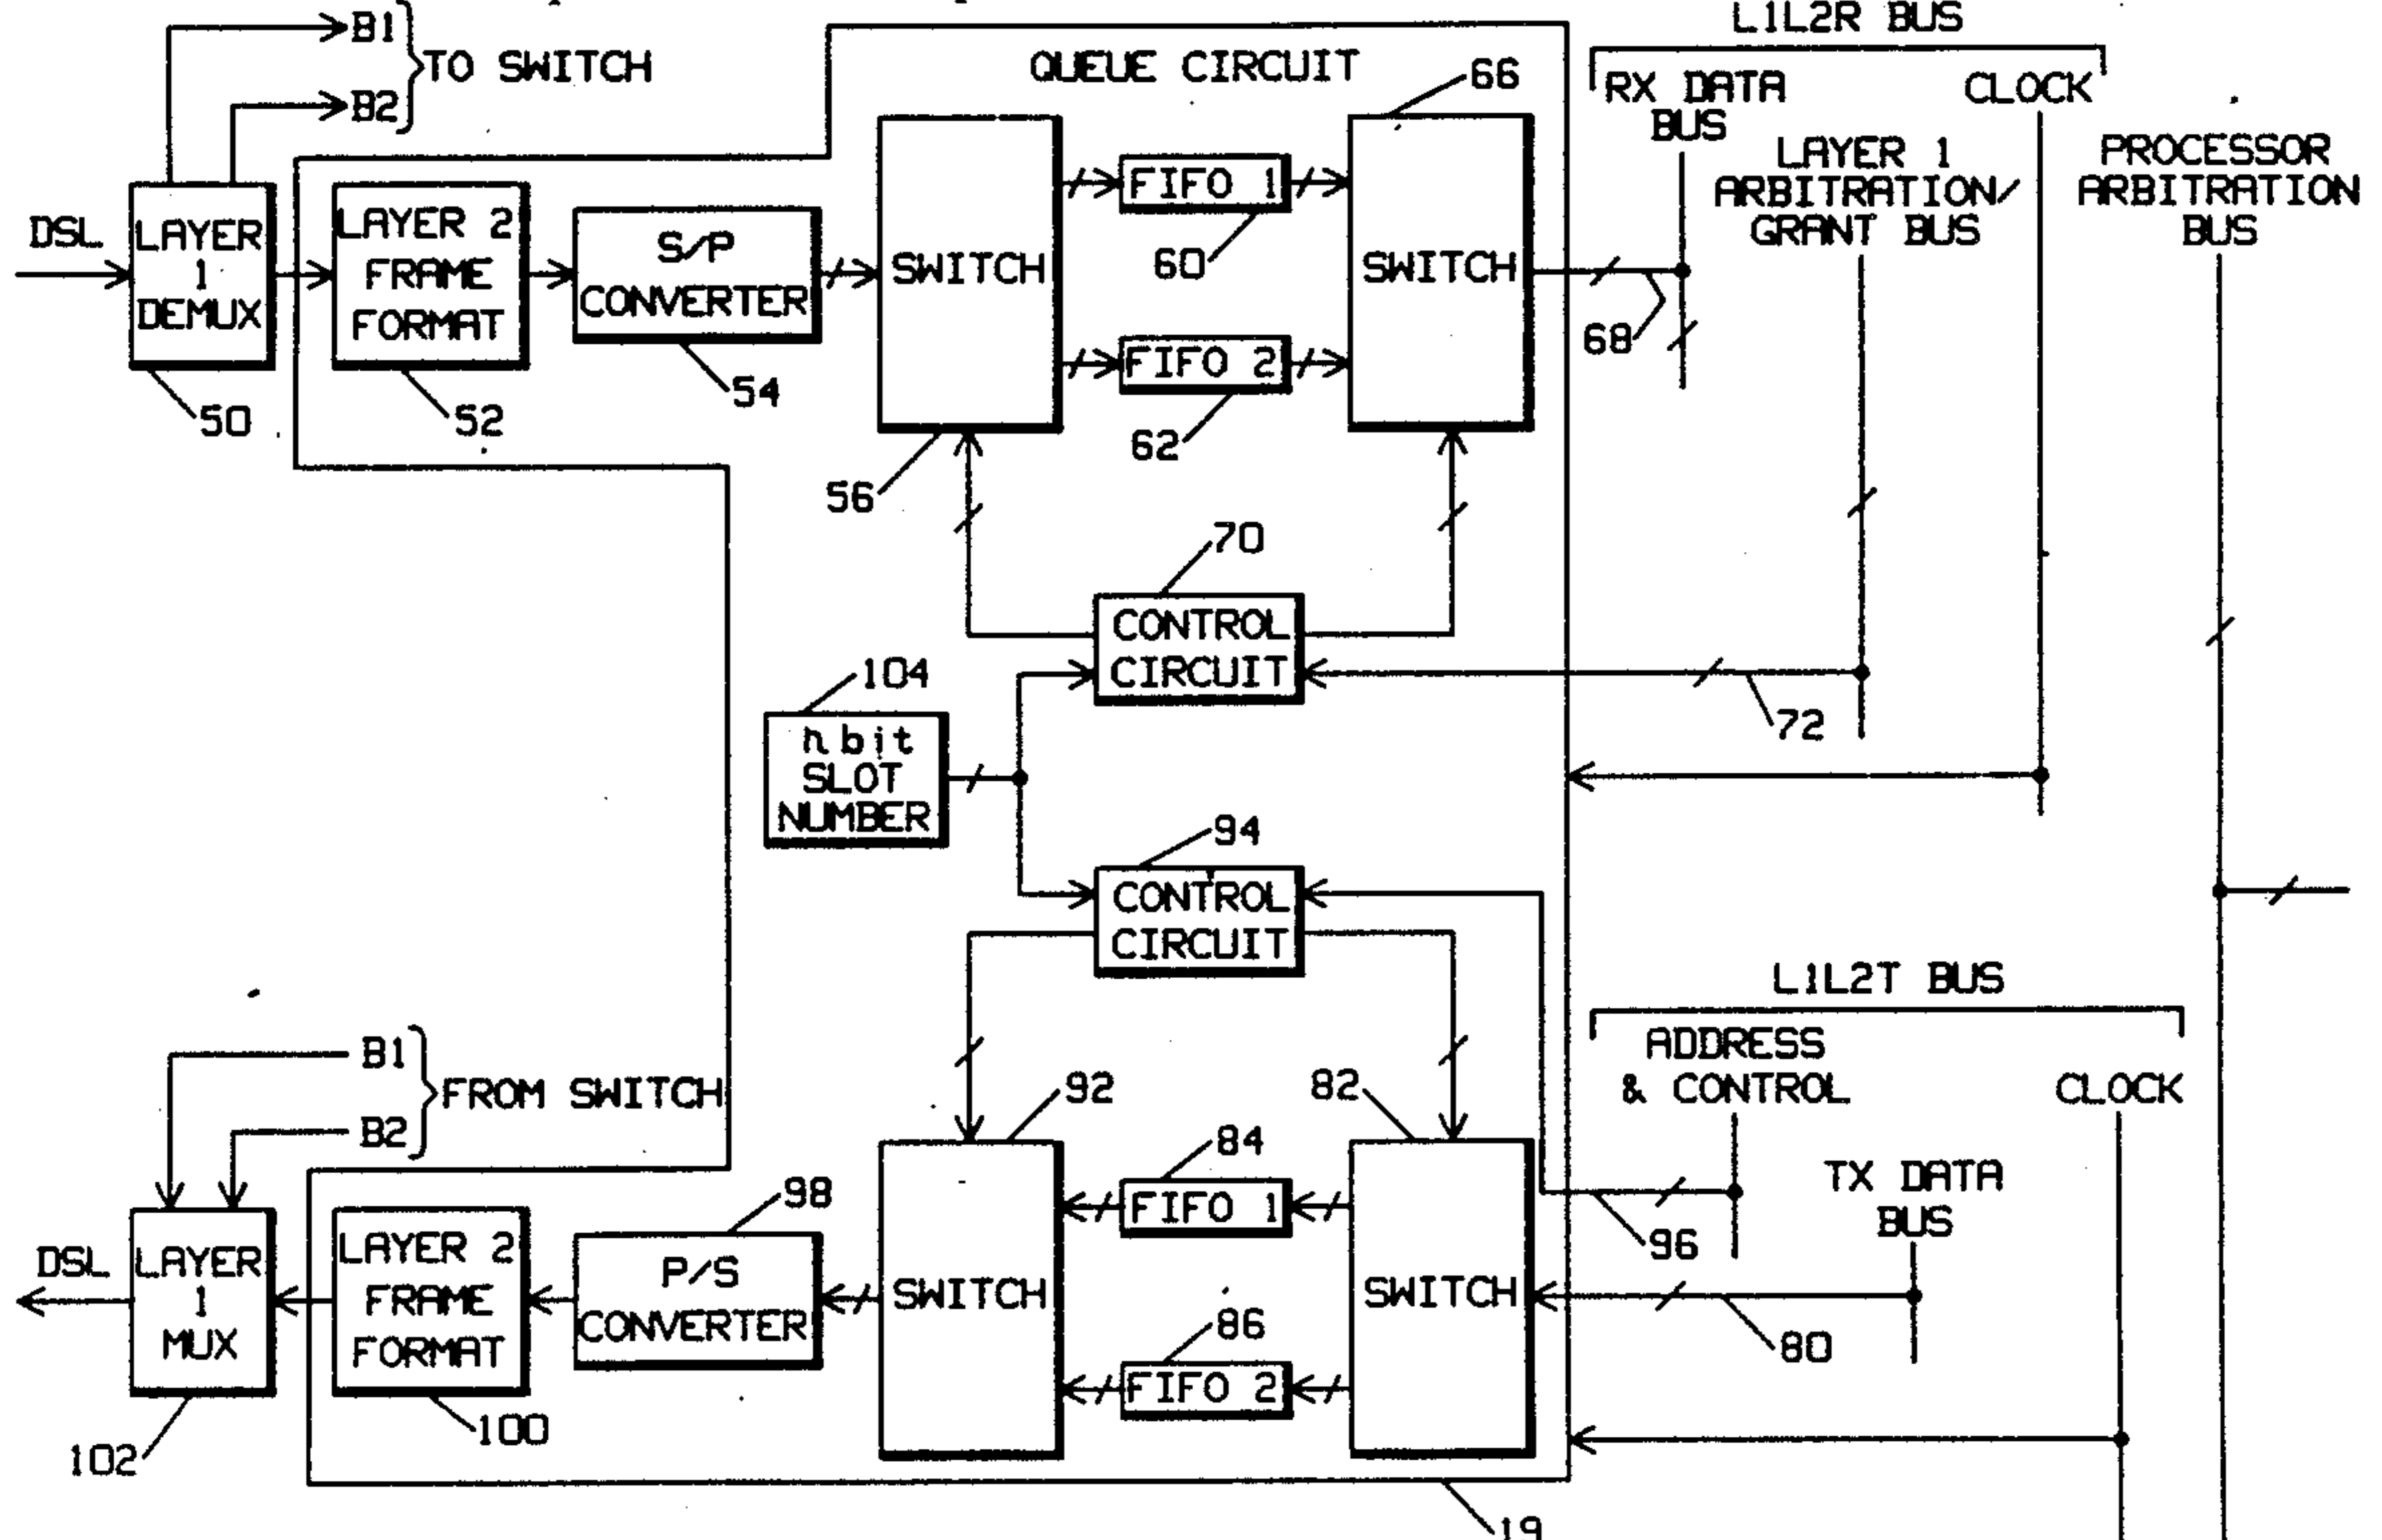 B1
B2
TO SWITCH
QUEUE CIRCUIT
66
L1L2R BUS
RX DATA
BUS
CLOCK
LAYER 1
ARBITRATION/
GRANT BUS
PROCESSOR
ARBITRATION
BUS
DSL
LAYER
1
DEMUX
50
LAYER 2
FRAME
FORMAT
52
S/P
CONVERTER
54
SWITCH
56
FIFO 1
60
FIFO 2
62
SWITCH
68
70
CONTROL
CIRCUIT
72
104
n bit
SLOT
NUMBER
94
CONTROL
CIRCUIT
L1L2T BUS
ADDRESS
& CONTROL
CLOCK
TX DATA
BUS
B1
B2
FROM SWITCH
92
82
84
FIFO 1
86
FIFO 2
SWITCH
SWITCH
96
80
98
P/S
CONVERTER
LAYER 2
FRAME
FORMAT
100
DSL
LAYER
1
MUX
102
19